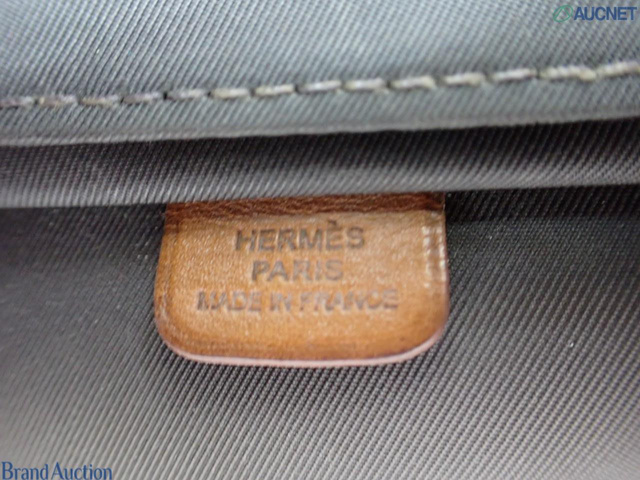 AUCNET
HERMÈS
PARIS
MADE IN FRANCE
Brand Auction